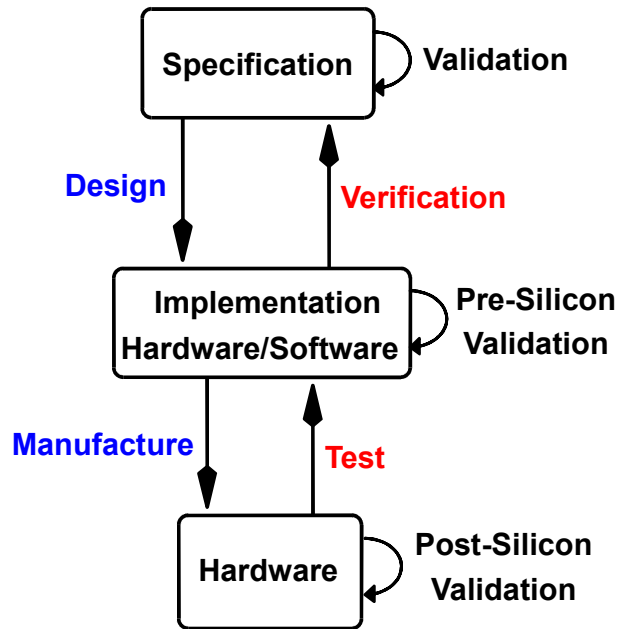 Specification
Validation
Design
Verification
Implementation
Hardware/Software
Pre-Silicon
Validation
Manufacture
Test
Hardware
Post-Silicon
Validation